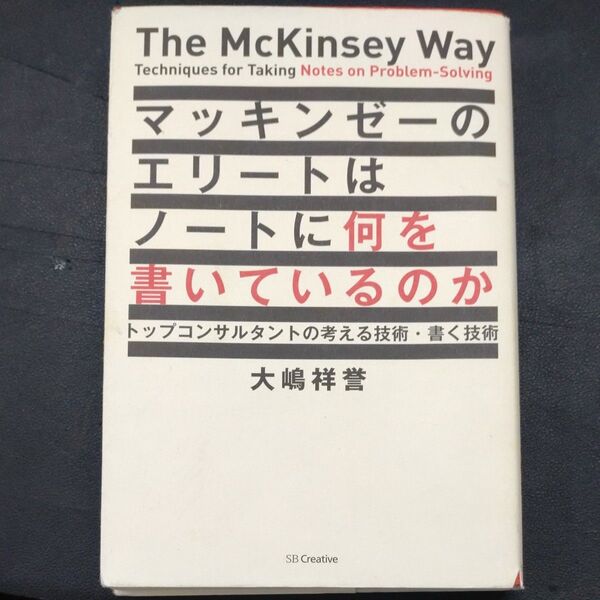 The McKinsey Way
Techniques for Taking Notes on Problem-Solving
マッキンゼーの
エリートは
ノートに何を
書いているのか
トップコンサルタントの考える技術・書く技術
大嶋祥誉
SB Creative